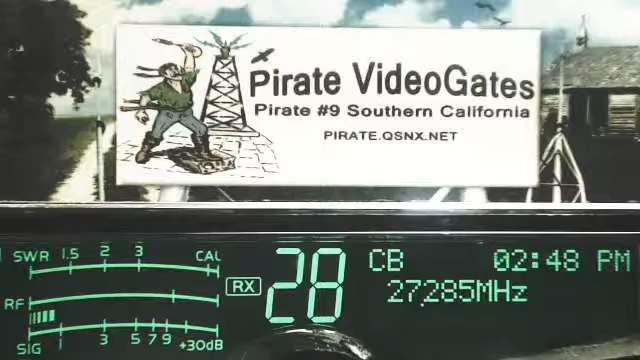 Pirate VideoGates
Pirate #9 Southern California
PIRATE.QSNX.NET
SWR 1.5 2 3 CAL
RX 28 CB 02:48 PM
27.285MHz
RF
SIG 1 3 5 7 9 +30dB